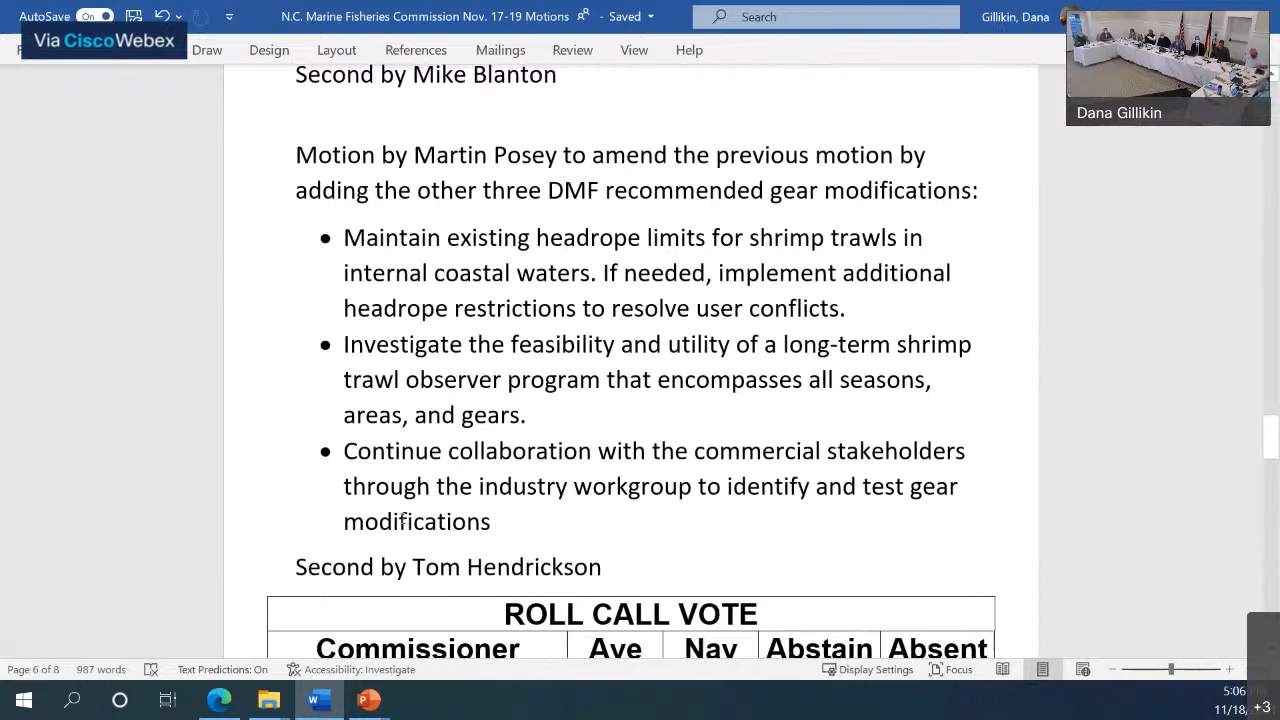 AutoSave On N.C. Marine Fisheries Commission Nov. 17-19 Motions - Saved Search Gillikin, Dana
Via CiscoWebex
Draw Design Layout References Mailings Review View Help
Dana Gillikin
Second by Mike Blanton
Motion by Martin Posey to amend the previous motion by
adding the other three DMF recommended gear modifications:
• Maintain existing headrope limits for shrimp trawls in
internal coastal waters. If needed, implement additional
headrope restrictions to resolve user conflicts.
• Investigate the feasibility and utility of a long-term shrimp
trawl observer program that encompasses all seasons,
areas, and gears.
• Continue collaboration with the commercial stakeholders
through the industry workgroup to identify and test gear
modifications
Second by Tom Hendrickson
ROLL CALL VOTE
Commissioner Aye Nay Abstain Absent
Page 6 of 8 987 words Text Predictions: On Accessibility: Investigate Display Settings Focus
5:06
11/18/
+3